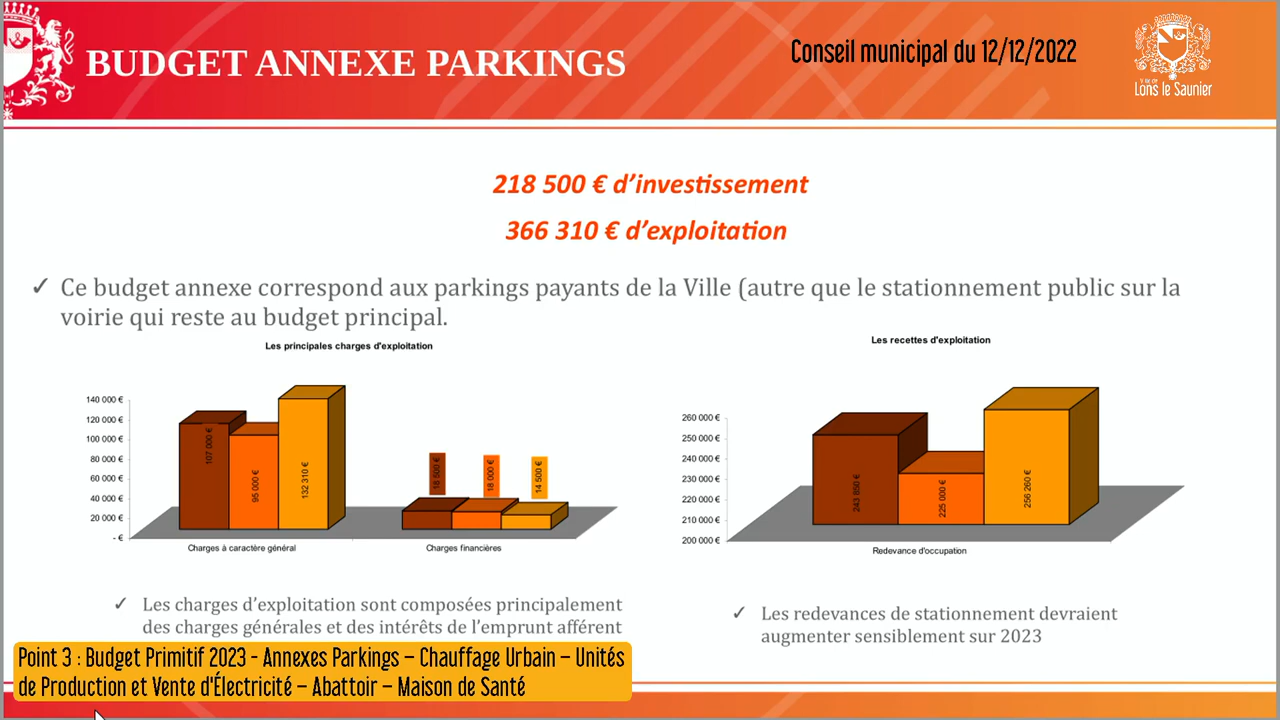 BUDGET ANNEXE PARKINGS
Conseil municipal du 12/12/2022
Ville de
Lons le Saunier
218 500 € d'investissement
366 310 € d'exploitation
✓ Ce budget annexe correspond aux parkings payants de la Ville (autre que le stationnement public sur la
voirie qui reste au budget principal.
Les principales charges d'exploitation
140 000 €
120 000 €
100 000 €
80 000 €
60 000 €
40 000 €
20 000 €
- €
107 000 €
95 000 €
132 310 €
18 500 €
18 000 €
14 500 €
Charges à caractère général
Charges financières
Les recettes d'exploitation
260 000 €
250 000 €
240 000 €
230 000 €
220 000 €
210 000 €
200 000 €
243 850 €
225 000 €
256 260 €
Redevance d'occupation
✓ Les charges d'exploitation sont composées principalement
des charges générales et des intérêts de l'emprunt afférent
✓ Les redevances de stationnement devraient
augmenter sensiblement sur 2023
Point 3 : Budget Primitif 2023 - Annexes Parkings – Chauffage Urbain – Unités
de Production et Vente d'Électricité – Abattoir – Maison de Santé